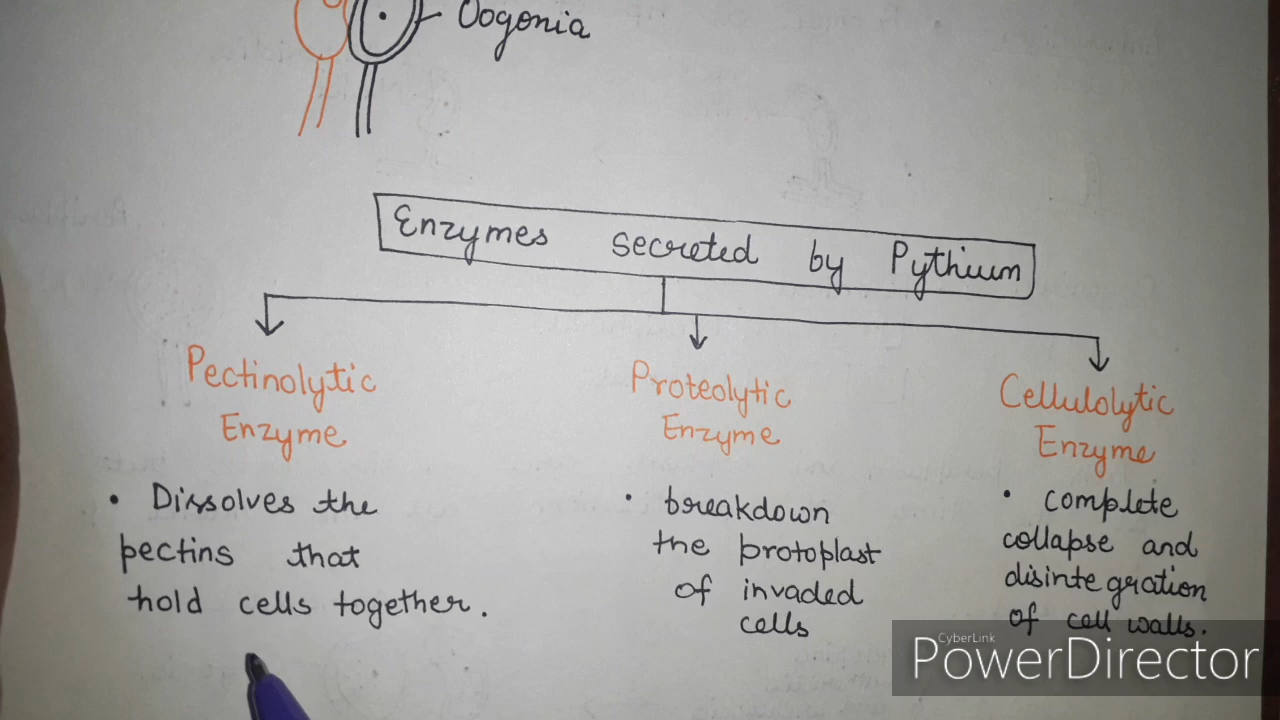 Oogonia
Enzymes secreted by Pythium
Pectinolytic
Enzyme
• Dissolves the
pectins that
hold cells together.
Proteolytic
Enzyme
• breakdown
the protoplast
of invaded
cells
Cellulolytic
Enzyme
• complete
collapse and
disintegration
of cell walls.
CyberLink
PowerDirector